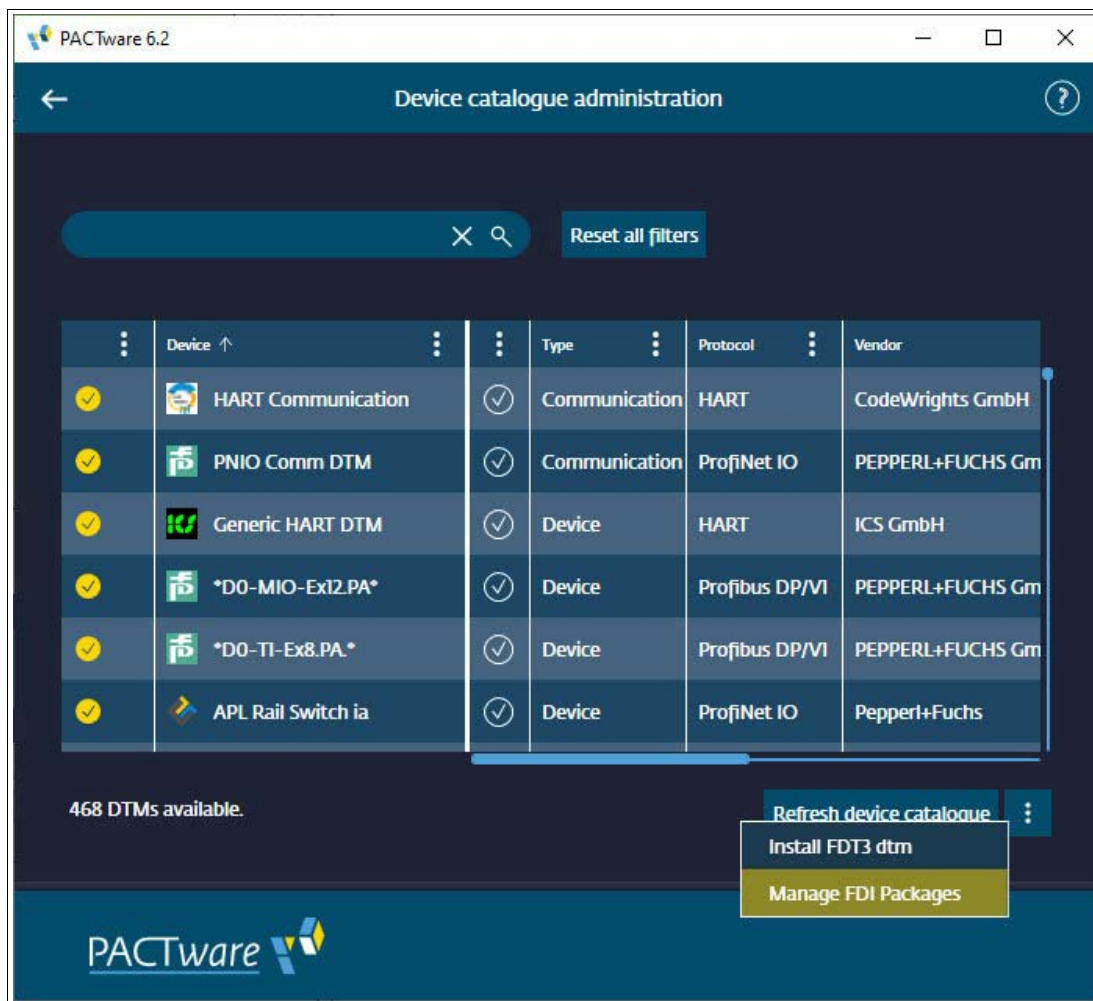 PACTware 6.2
Device catalogue administration
?
Reset all filters
Device ↑ Type Protocol Vendor
HART Communication Communication HART CodeWrights GmbH
PNIO Comm DTM Communication ProfiNet IO PEPPERL+FUCHS Gm
ICS Generic HART DTM Device HART ICS GmbH
*D0-MIO-Ex12.PA* Device Profibus DP/V1 PEPPERL+FUCHS Gm
*D0-TI-Ex8.PA.* Device Profibus DP/V1 PEPPERL+FUCHS Gm
APL Rail Switch ia Device ProfiNet IO Pepperl+Fuchs
468 DTMs available. Refresh device catalogue
Install FDT3 dtm
Manage FDI Packages
PACTware